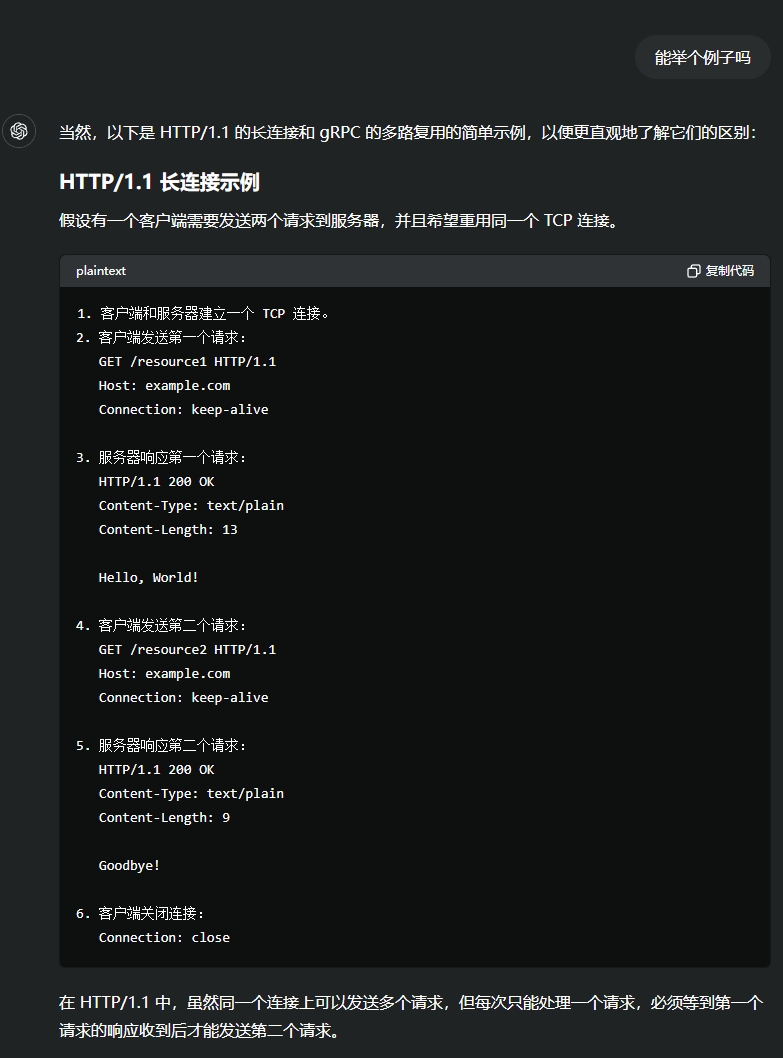 能举个例子吗
当然，以下是 HTTP/1.1 的长连接和 gRPC 的多路复用的简单示例，以便更直观地了解它们的区别：
HTTP/1.1 长连接示例
假设有一个客户端需要发送两个请求到服务器，并且希望重用同一个 TCP 连接。
plaintext
复制代码
1. 客户端和服务器建立一个 TCP 连接。
2. 客户端发送第一个请求：
GET /resource1 HTTP/1.1
Host: example.com
Connection: keep-alive
3. 服务器响应第一个请求：
HTTP/1.1 200 OK
Content-Type: text/plain
Content-Length: 13
Hello, World!
4. 客户端发送第二个请求：
GET /resource2 HTTP/1.1
Host: example.com
Connection: keep-alive
5. 服务器响应第二个请求：
HTTP/1.1 200 OK
Content-Type: text/plain
Content-Length: 9
Goodbye!
6. 客户端关闭连接：
Connection: close
在 HTTP/1.1 中，虽然同一个连接上可以发送多个请求，但每次只能处理一个请求，必须等到第一个
请求的响应收到后才能发送第二个请求。